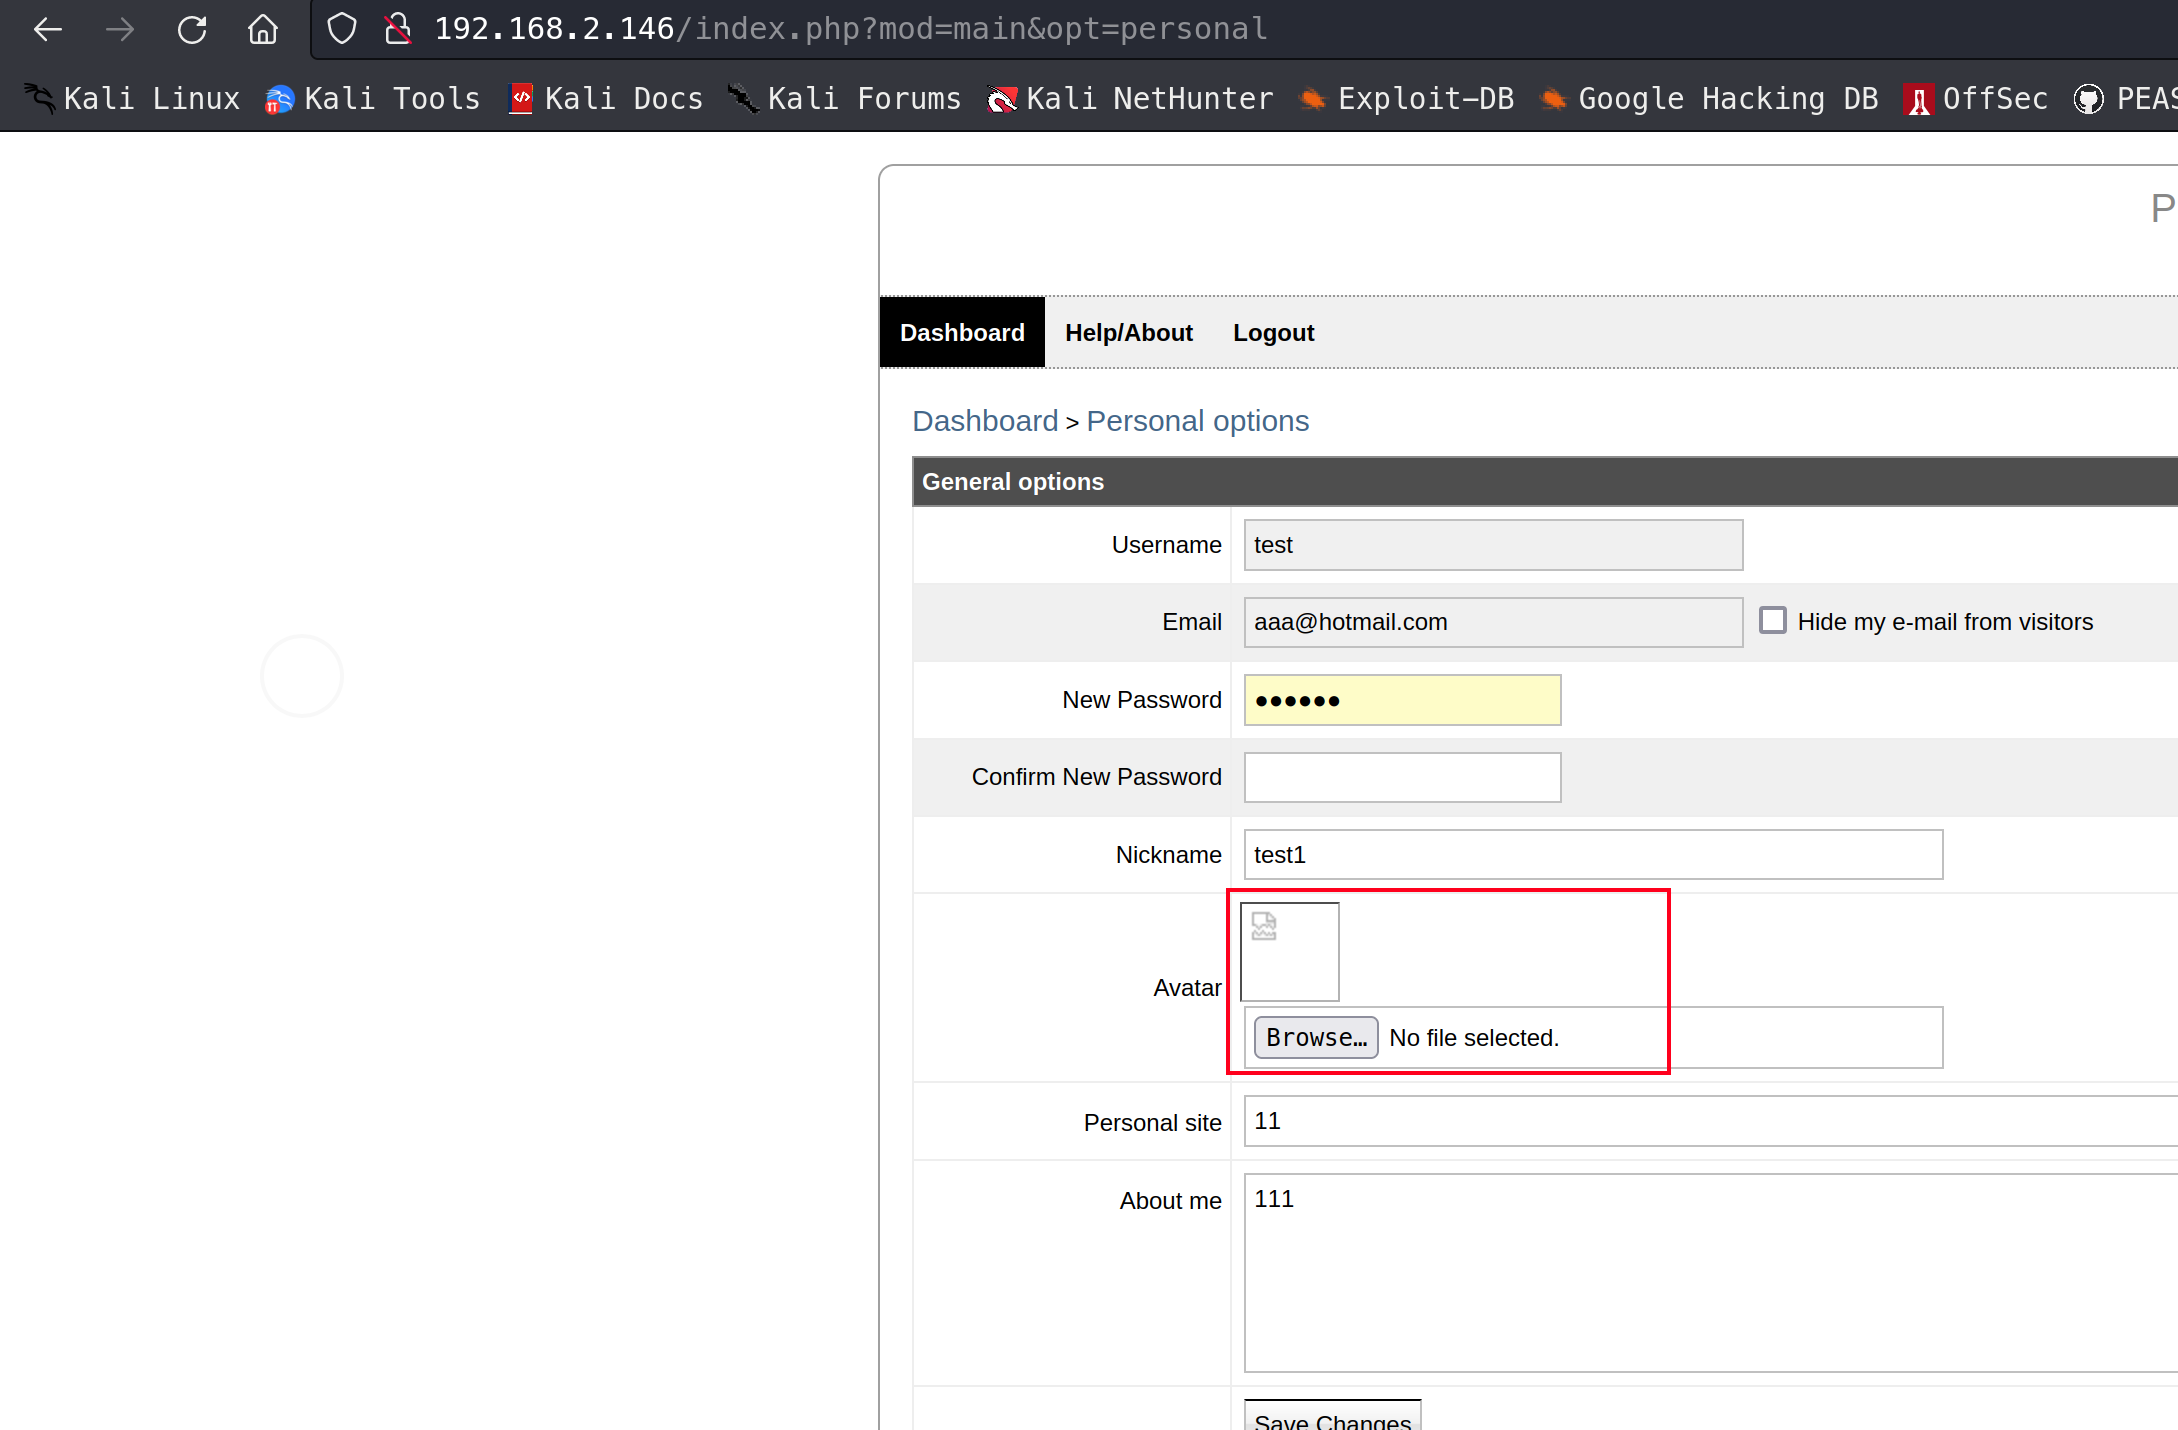 192.168.2.146/index.php?mod=main&opt=personal
Kali Linux Kali Tools Kali Docs Kali Forums Kali NetHunter Exploit-DB Google Hacking DB OffSec PEAS
P
Dashboard Help/About Logout
Dashboard > Personal options
General options
Username test
Email aaa@hotmail.com Hide my e-mail from visitors
New Password ●●●●●●
Confirm New Password
Nickname test1
Avatar
Browse… No file selected.
Personal site 11
About me 111
Save Changes